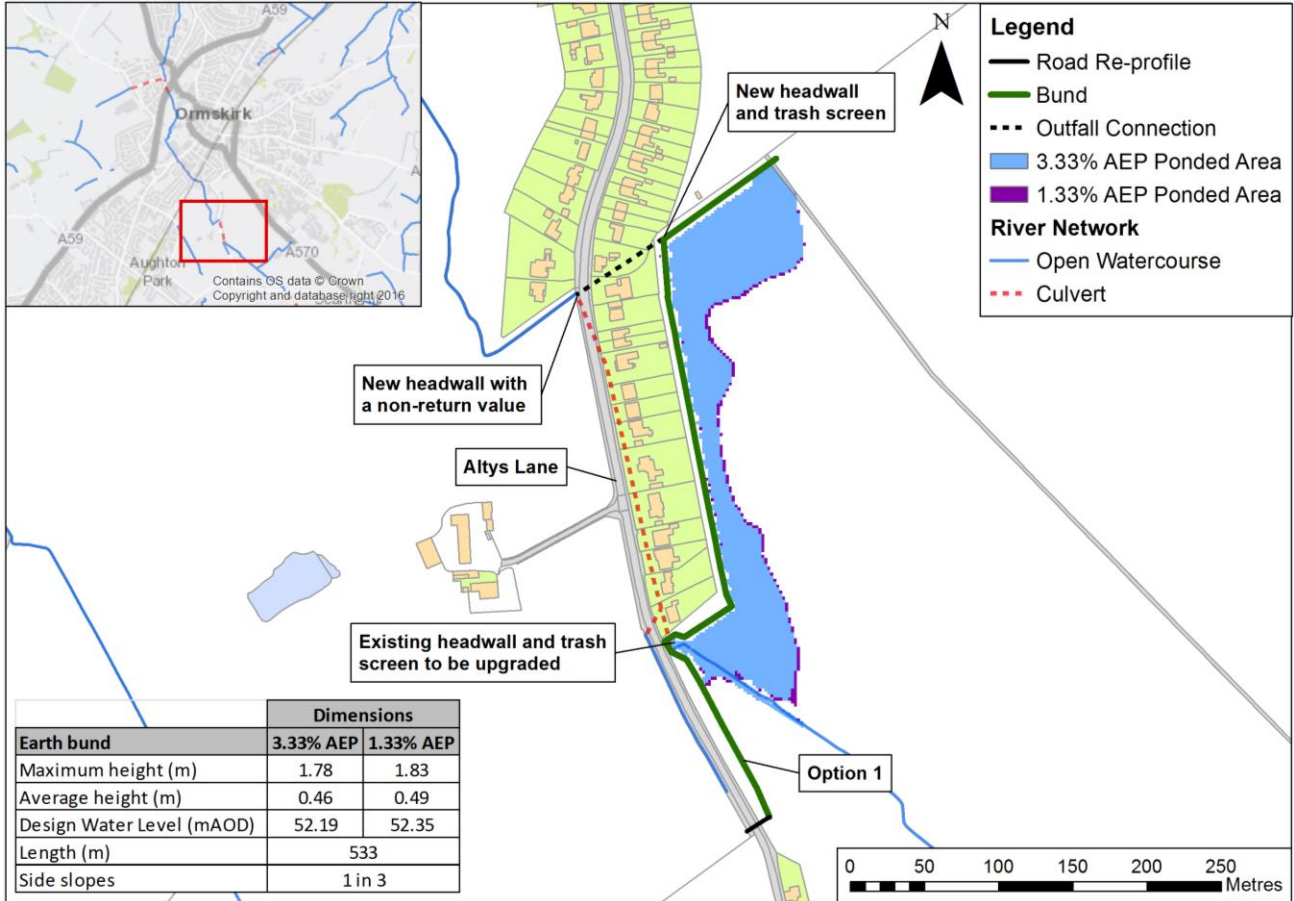 A59
A59
Ormskirk
A59
A570
Aughton
Park
Contains OS data © Crown
Copyright and database right 2016
N
Legend
Road Re-profile
Bund
Outfall Connection
3.33% AEP Ponded Area
1.33% AEP Ponded Area
River Network
Open Watercourse
Culvert
New headwall
and trash screen
New headwall with
a non-return value
Altys Lane
Existing headwall and trash
screen to be upgraded
Option 1
Dimensions
Earth bund 3.33% AEP 1.33% AEP
Maximum height (m) 1.78 1.83
Average height (m) 0.46 0.49
Design Water Level (mAOD) 52.19 52.35
Length (m) 533
Side slopes 1 in 3
0 50 100 150 200 250
Metres